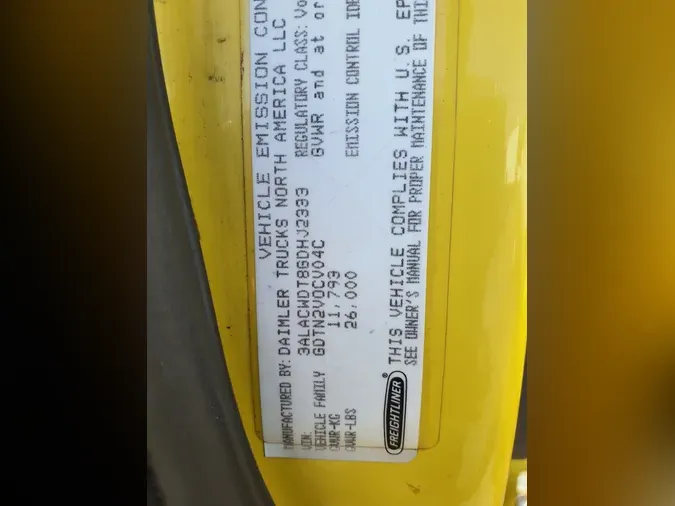 VEHICLE EMISSION CON
MANUFACTURED BY: DAIMLER TRUCKS NORTH AMERICA LLC
VIN: 3ALACWDT8GDHJ2333 REGULATORY CLASS: Vo
VEHICLE FAMILY GDTN2VOCV04C GVWR and at or
GVWR-KG 11,793
GVWR-LBS 26,000 EMISSION CONTROL IDE
FREIGHTLINER
THIS VEHICLE COMPLIES WITH U.S. EP
SEE OWNER'S MANUAL FOR PROPER MAINTENANCE OF THI